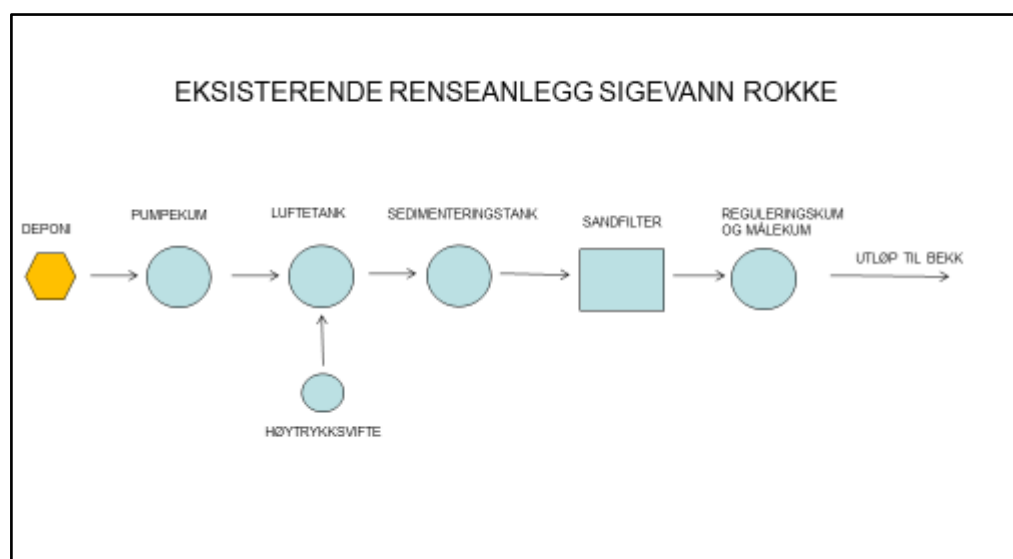 EKSISTERENDE RENSEANLEGG SIGEVANN ROKKE
DEPONI
PUMPEKUM
LUFTETANK
SEDIMENTERINGSTANK
SANDFILTER
REGULERINGSKUM
OG MÅLEKUM
UTLØP TIL BEKK
HØYTRYKKSVIFTE